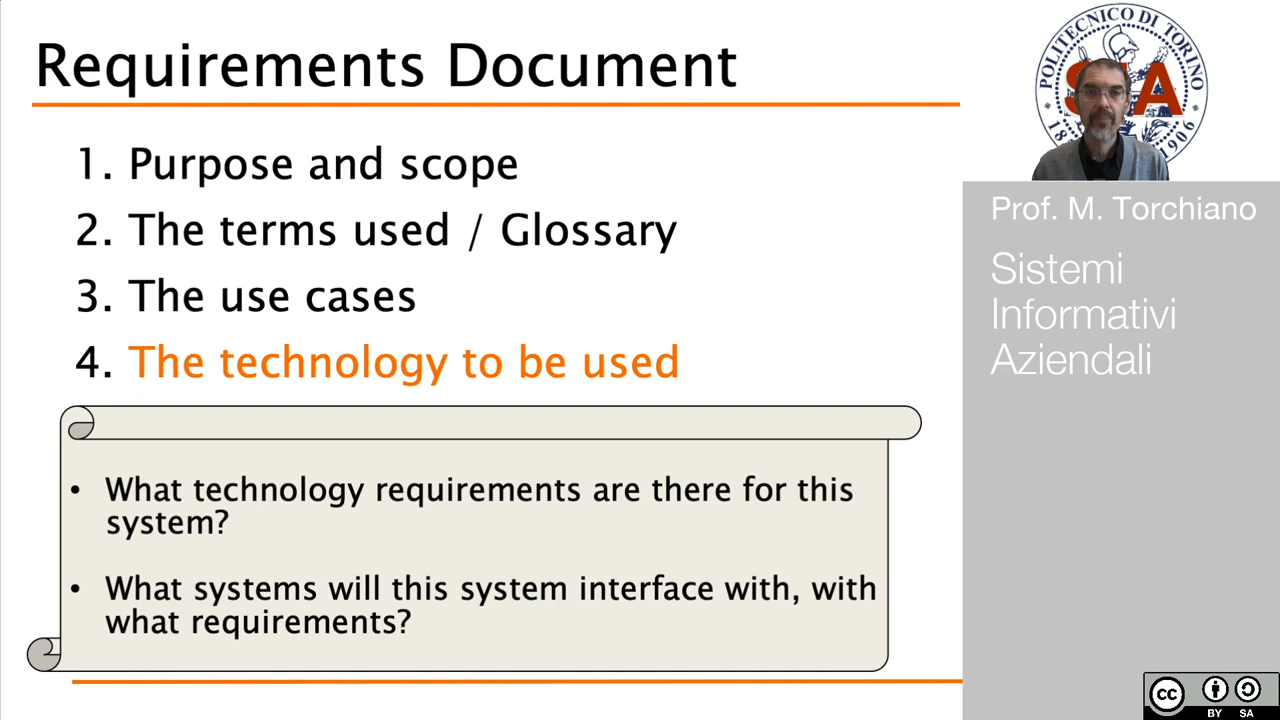 Requirements Document
1. Purpose and scope
2. The terms used / Glossary
3. The use cases
4. The technology to be used
• What technology requirements are there for this
system?
• What systems will this system interface with, with
what requirements?
POLITECNICO DI TORINO
1906
Prof. M. Torchiano
Sistemi
Informativi
Aziendali
cc
BY SA